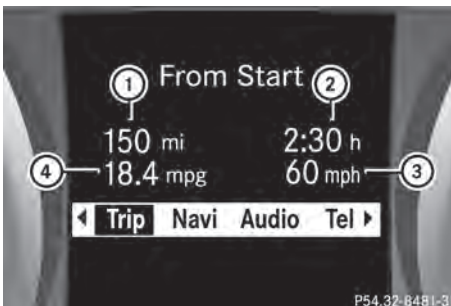 From Start
1 2
150 mi 2:30 h
4 18.4 mpg 60 mph 3
Trip Navi Audio Tel
P54.32-8481-3